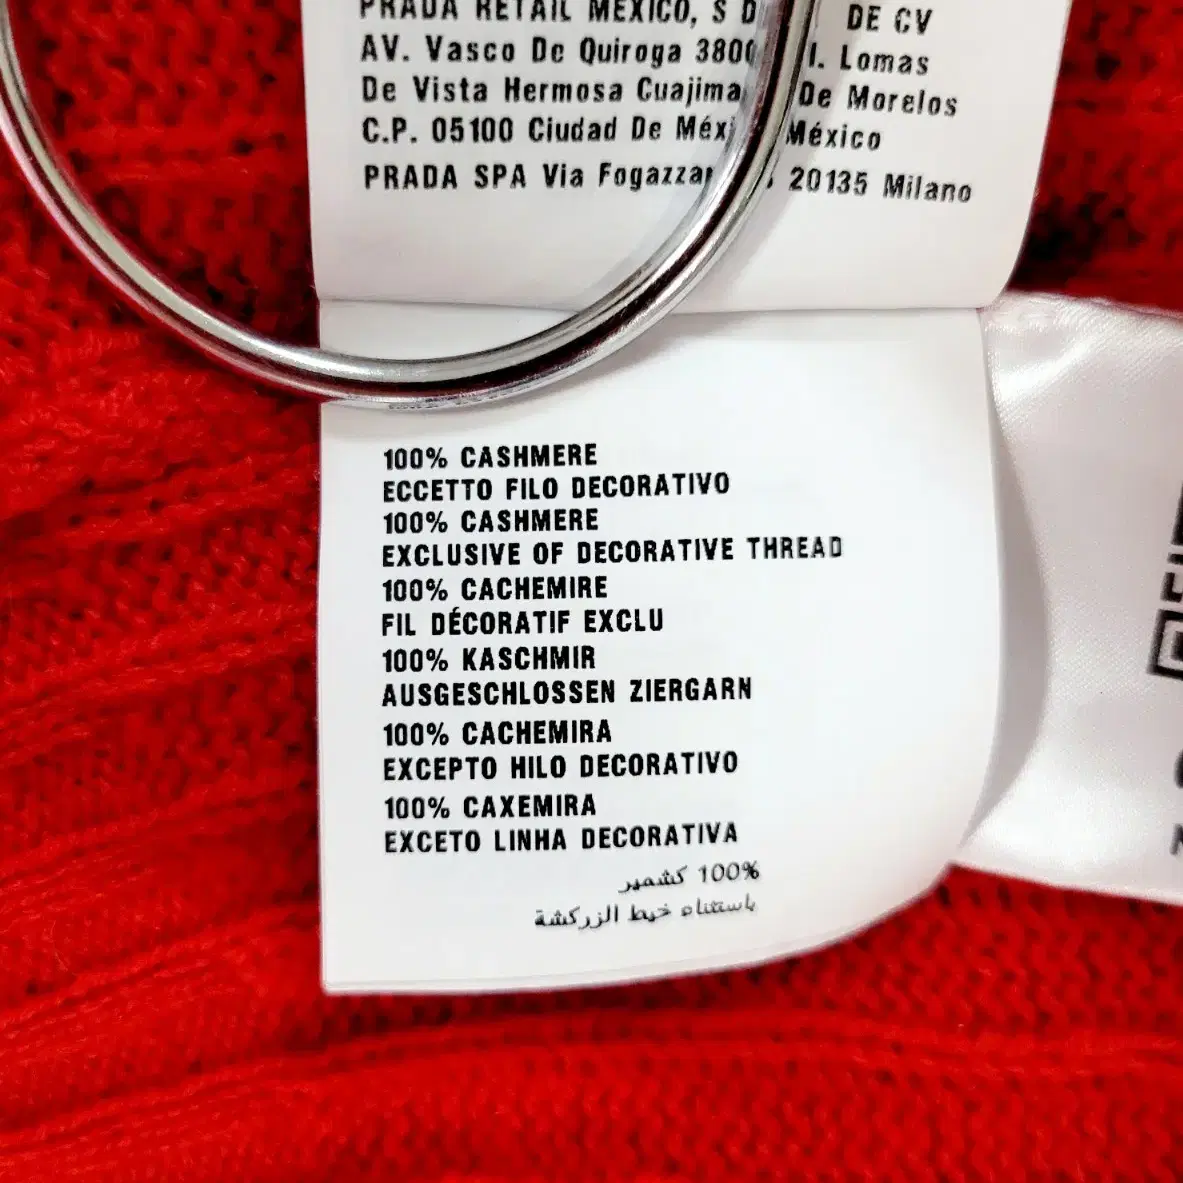 PRADA RETAIL MEXICO, S D DE CV
AV. Vasco De Quiroga Lomas
De Vista Hermosa De Morelos
C.P. 05100 Ciudad De México
PRADA SPA Via 20135 Milano
100% CASHMERE
ECCETTO FILO DECORATIVO
100% CASHMERE
EXCLUSIVE OF DECORATIVE THREAD
100% CACHEMIRE
FIL DÉCORATIF EXCLU
100% KASCHMIR
AUSGESCHLOSSEN ZIERGARN
100% CACHEMIRA
EXCEPTO HILO DECORATIVO
100% CAXEMIRA
EXCETO LINHA DECORATIVA
100% كشمير
باستثناء خيط الزركشة